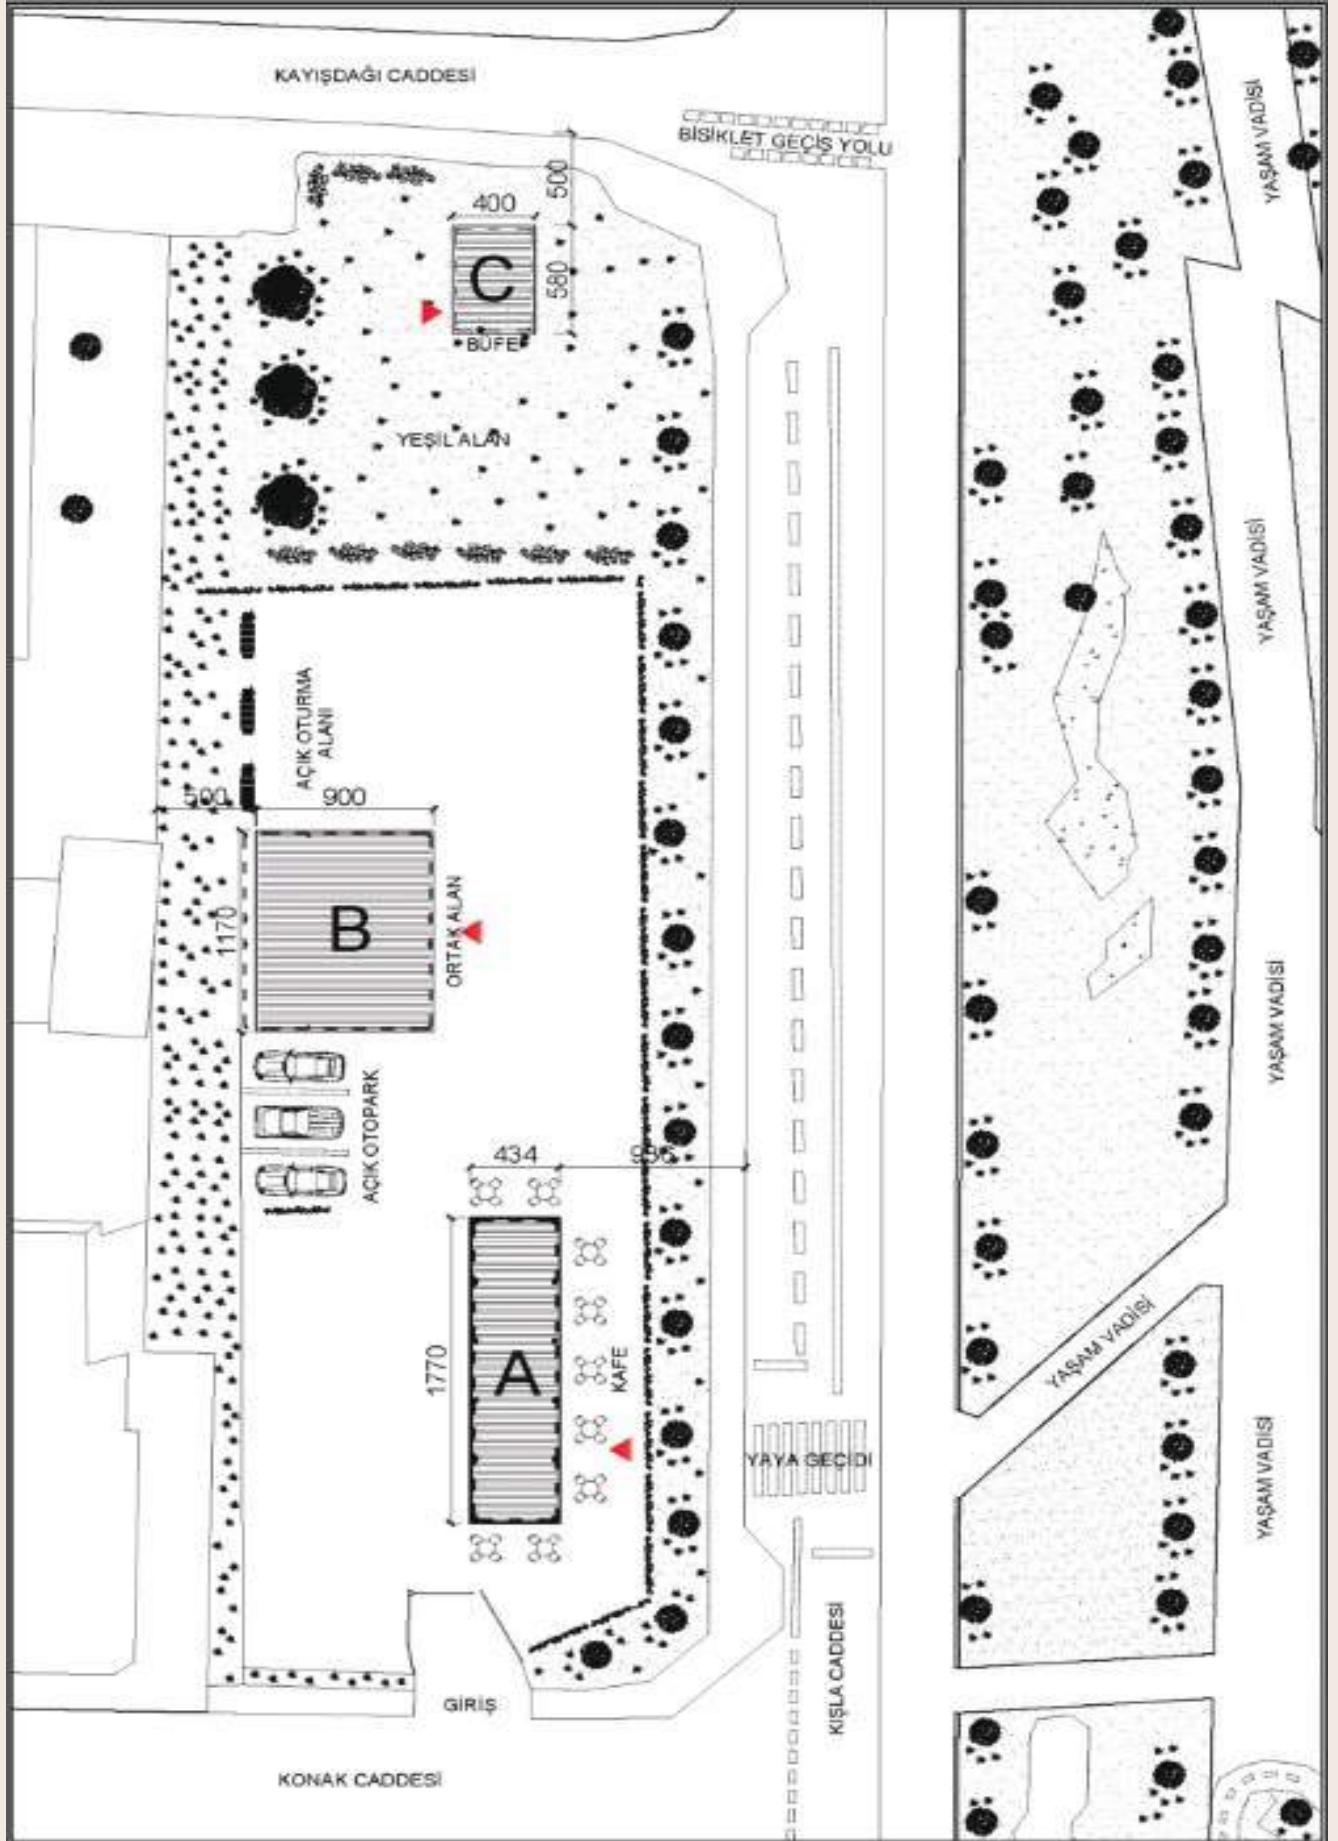 KAYIŞDAĞI CADDESİ
BİSİKLET GEÇİŞ YOLU
YAŞAM VADİSİ
500
400
580
C
BÜFE
YEŞİL ALAN
YAŞAM VADİSİ
AÇIK OTURMA
ALANI
500
900
1170
B
ORTAK ALAN
YAŞAM VADİSİ
AÇIK OTOPARK
434
1770
A
KAFE
YAŞAM VADİSİ
YAYA GEÇİDİ
YAŞAM VADİSİ
KIŞLA CADDESİ
GİRİŞ
KONAK CADDESİ